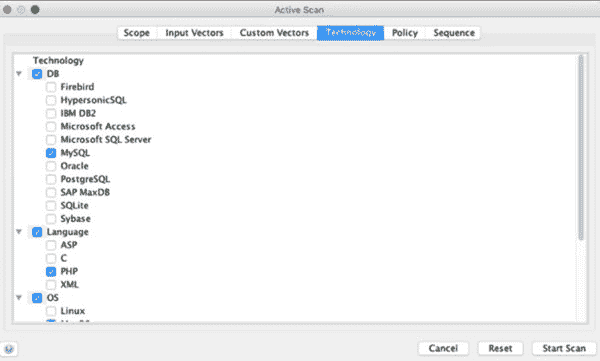 Active Scan
Scope Input Vectors Custom Vectors Technology Policy Sequence
Technology
DB
Firebird
HypersonicSQL
IBM DB2
Microsoft Access
Microsoft SQL Server
MySQL
Oracle
PostgreSQL
SAP MaxDB
SQLite
Sybase
Language
ASP
C
PHP
XML
OS
Linux
Cancel Reset Start Scan